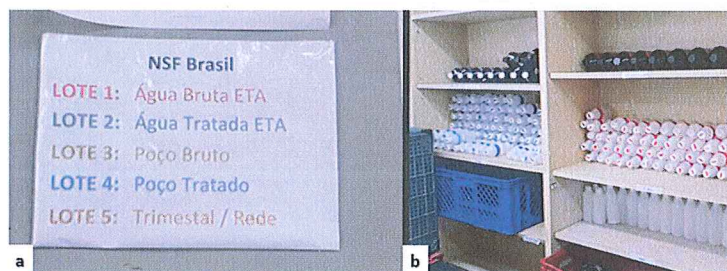 NSF Brasil
LOTE 1: Água Bruta ETA
LOTE 2: Água Tratada ETA
LOTE 3: Poço Bruto
LOTE 4: Poço Tratado
LOTE 5: Trimestal / Rede
a
b